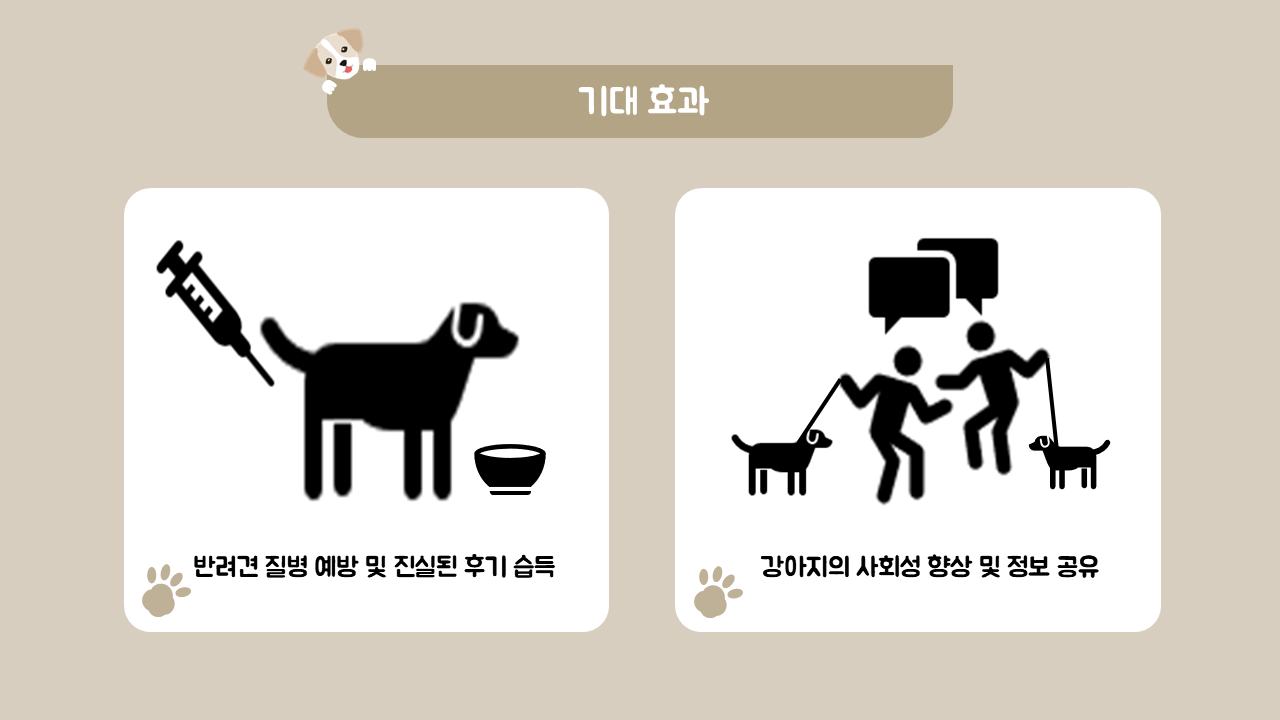 기대 효과
반려견 질병 예방 및 진실된 후기 습득
강아지의 사회성 향상 및 정보 공유